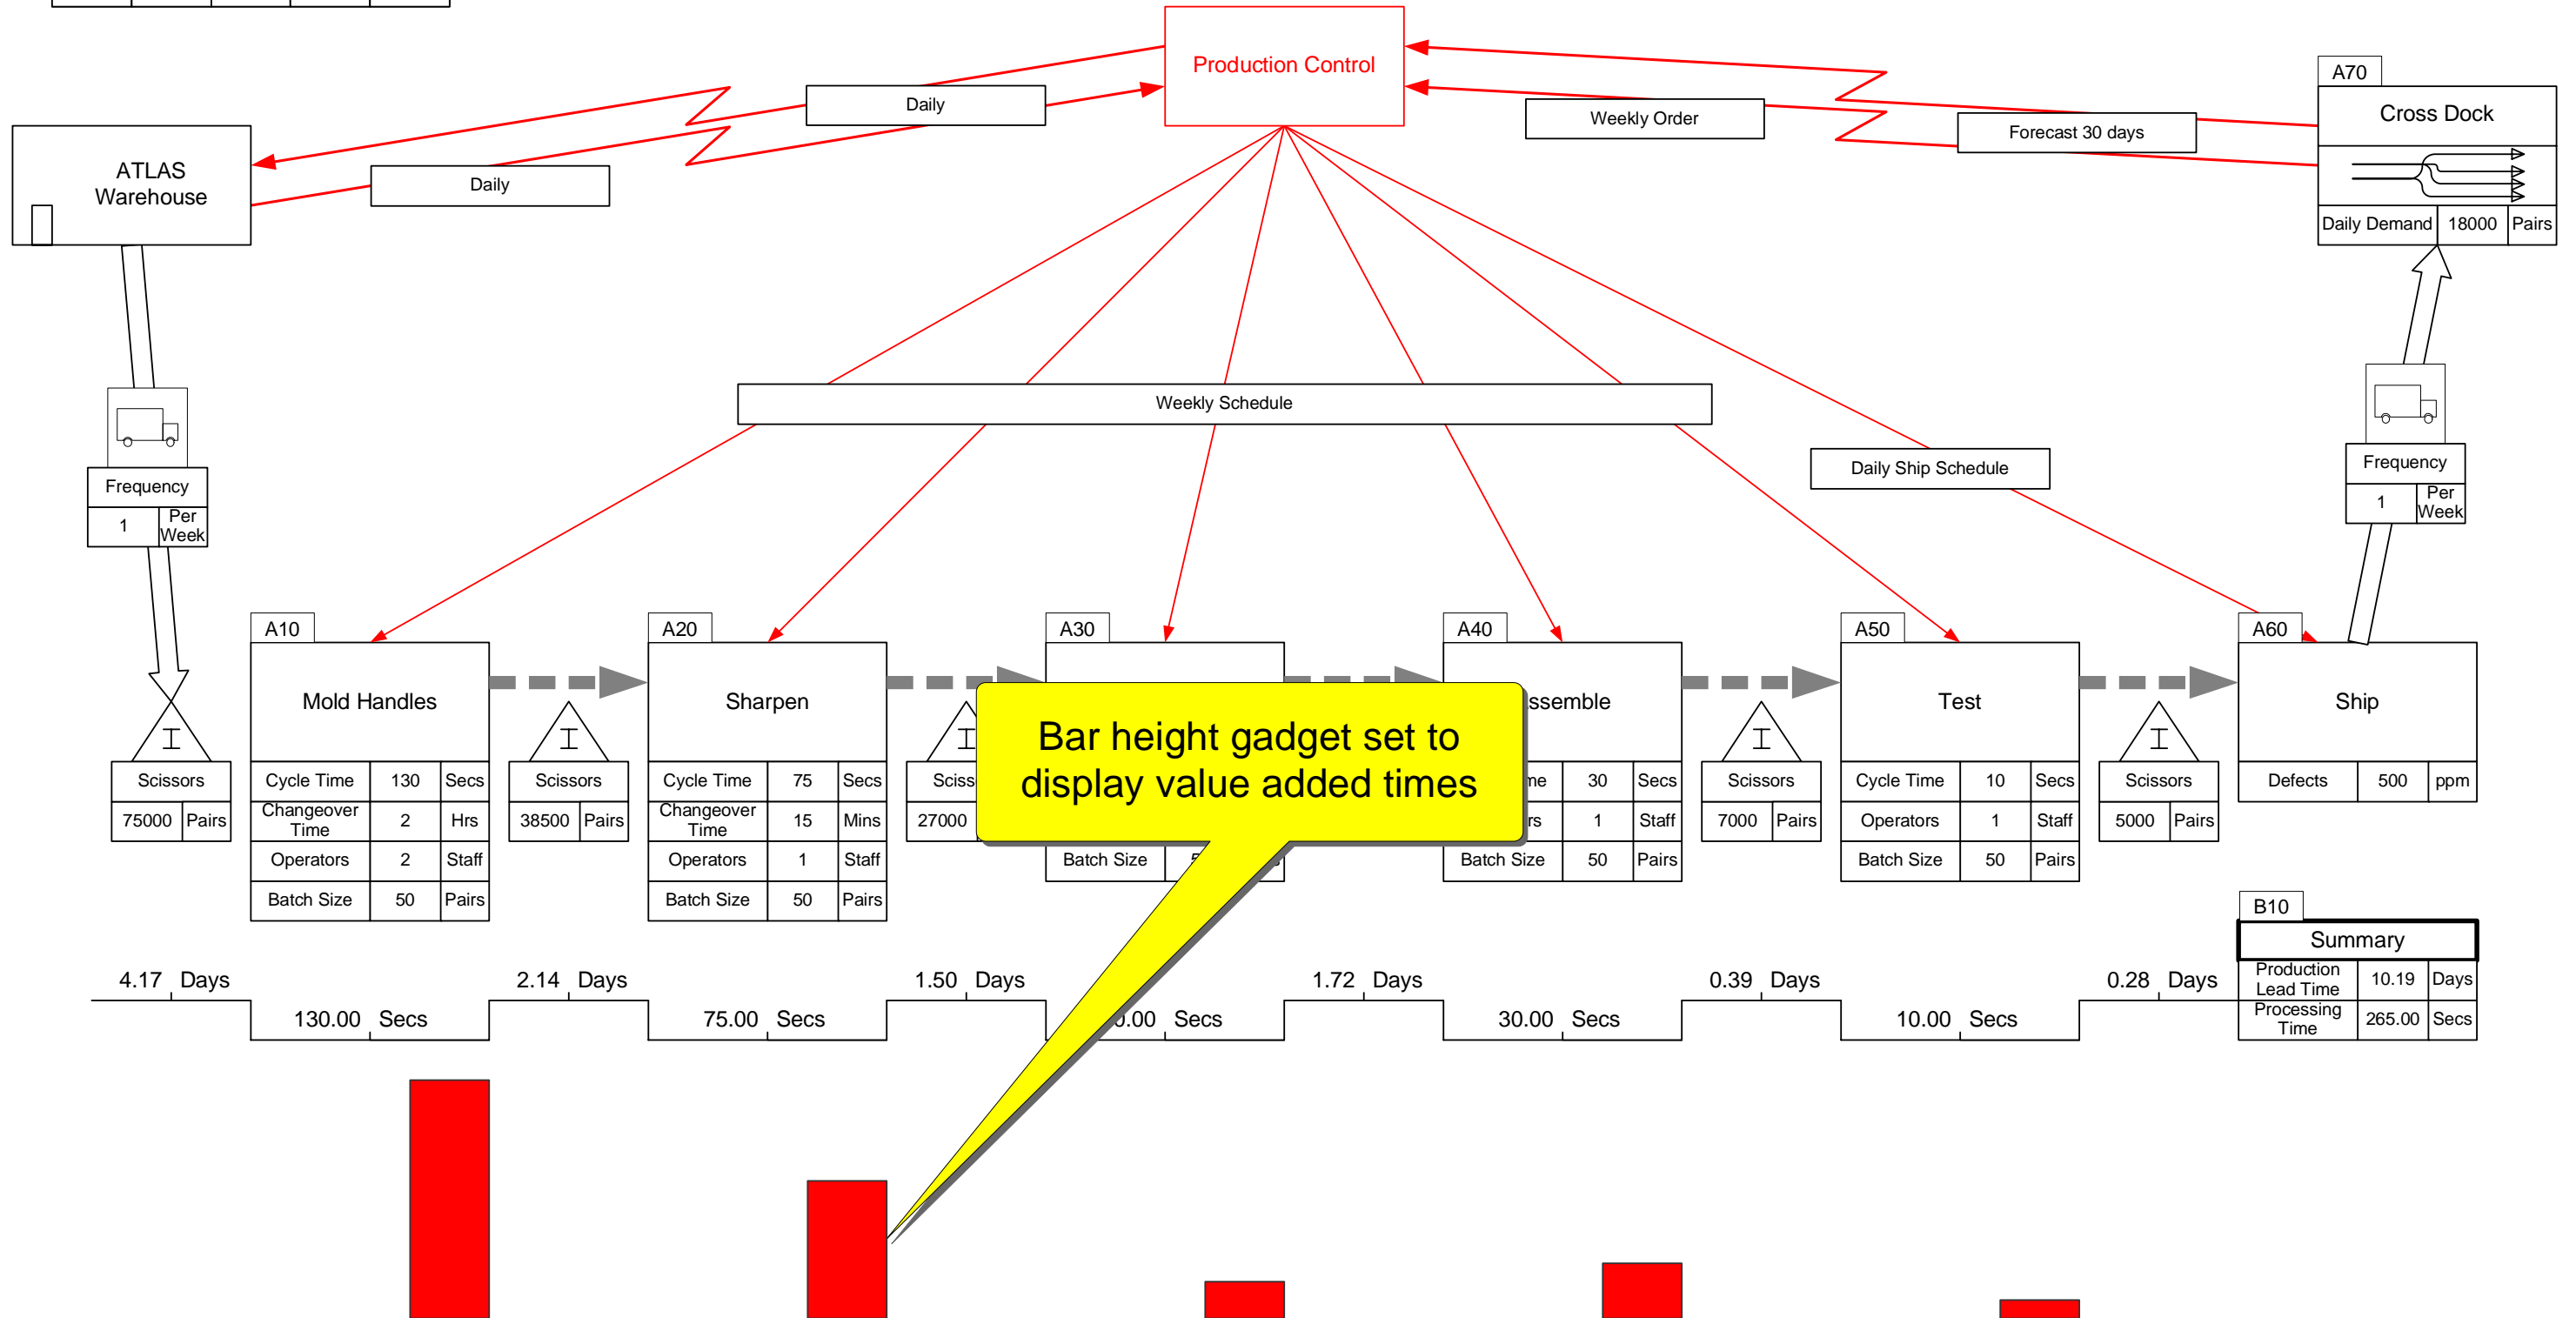 Production Control
A70
Cross Dock
Daily
Weekly Order
Forecast 30 days
ATLAS
Warehouse
Daily
Daily Demand 18000 Pairs
Weekly Schedule
Daily Ship Schedule
Frequency
1 Per
Week
Frequency
1 Per
Week
A10
A20
A30
A40
A50
A60
Mold Handles
Sharpen
Test
Ship
Bar height gadget set to
display value added times
I
Scissors
75000 Pairs
Cycle Time 130 Secs
Changeover
Time 2 Hrs
Operators 2 Staff
Batch Size 50 Pairs
I
Scissors
38500 Pairs
Cycle Time 75 Secs
Changeover
Time 15 Mins
Operators 1 Staff
Batch Size 50 Pairs
27000
Batch Size
30 Secs
1 Staff
Batch Size 50 Pairs
I
Scissors
7000 Pairs
Cycle Time 10 Secs
Operators 1 Staff
Batch Size 50 Pairs
I
Scissors
5000 Pairs
Defects 500 ppm
B10
Summary
Production
Lead Time 10.19 Days
Processing
Time 265.00 Secs
4.17 Days
2.14 Days
1.50 Days
1.72 Days
0.39 Days
0.28 Days
130.00 Secs
75.00 Secs
Secs
30.00 Secs
10.00 Secs